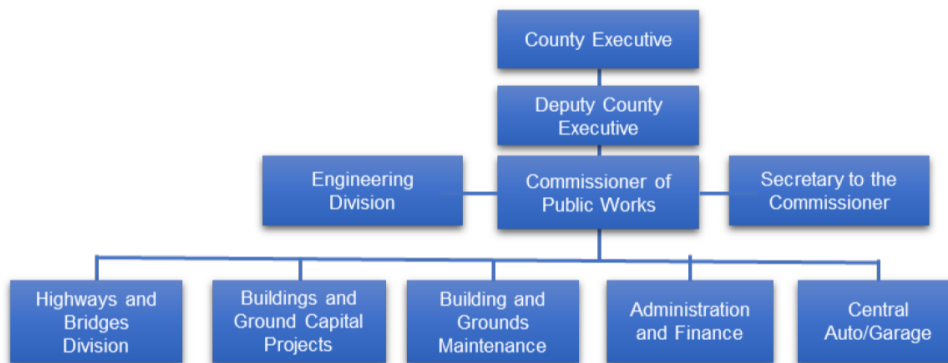 County Executive
Deputy County
Executive
Engineering
Division
Commissioner of
Public Works
Secretary to the
Commissioner
Highways and
Bridges
Division
Buildings and
Ground Capital
Projects
Building and
Grounds
Maintenance
Administration
and Finance
Central
Auto/Garage